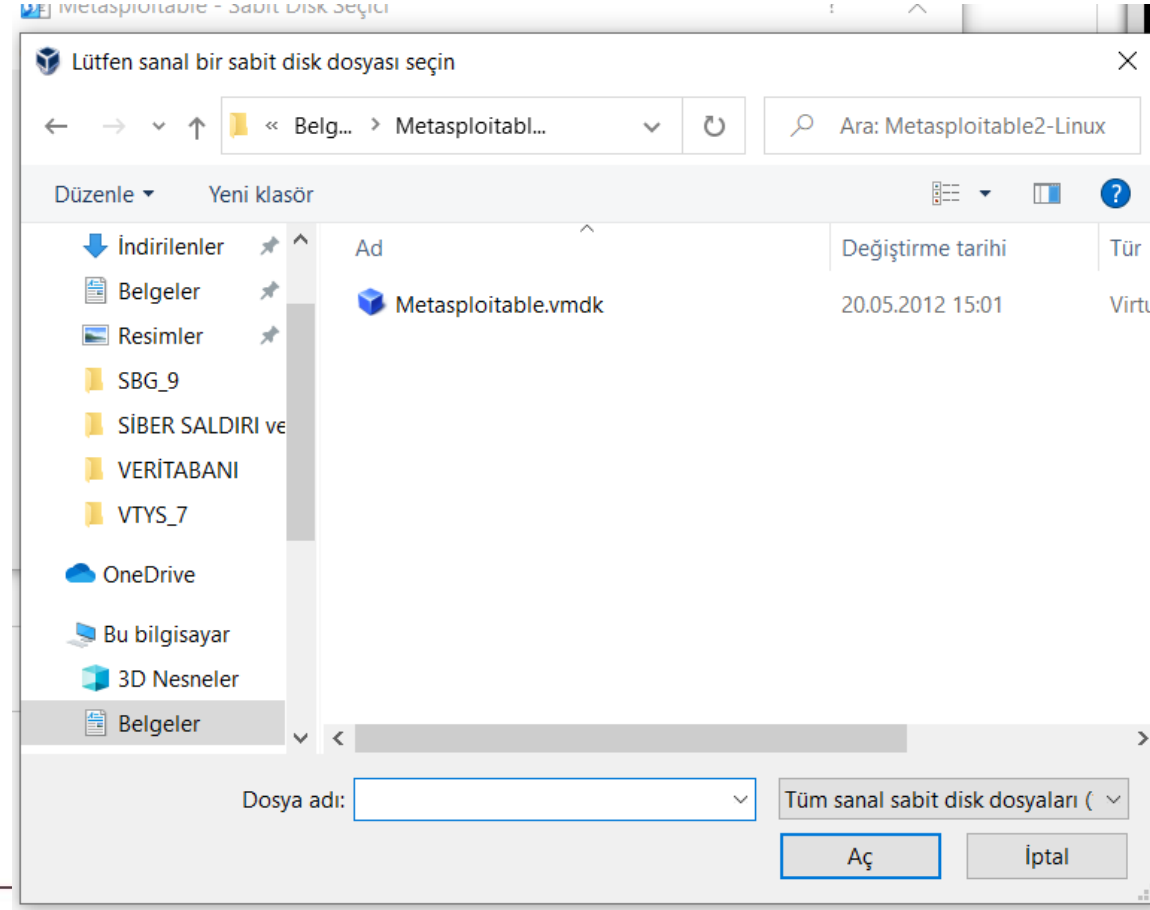 Metasploitable - Sabit Disk Seçici ?
Lütfen sanal bir sabit disk dosyası seçin
« Belg... > Metasploitabl...
Ara: Metasploitable2-Linux
Düzenle
Yeni klasör
?
İndirilenler
Belgeler
Resimler
SBG_9
SİBER SALDIRI ve
VERİTABANI
VTYS_7
OneDrive
Bu bilgisayar
3D Nesneler
Belgeler
Ad
Değiştirme tarihi
Tür
Metasploitable.vmdk
20.05.2012 15:01
Virtu
Dosya adı:
Tüm sanal sabit disk dosyaları (
Aç
İptal